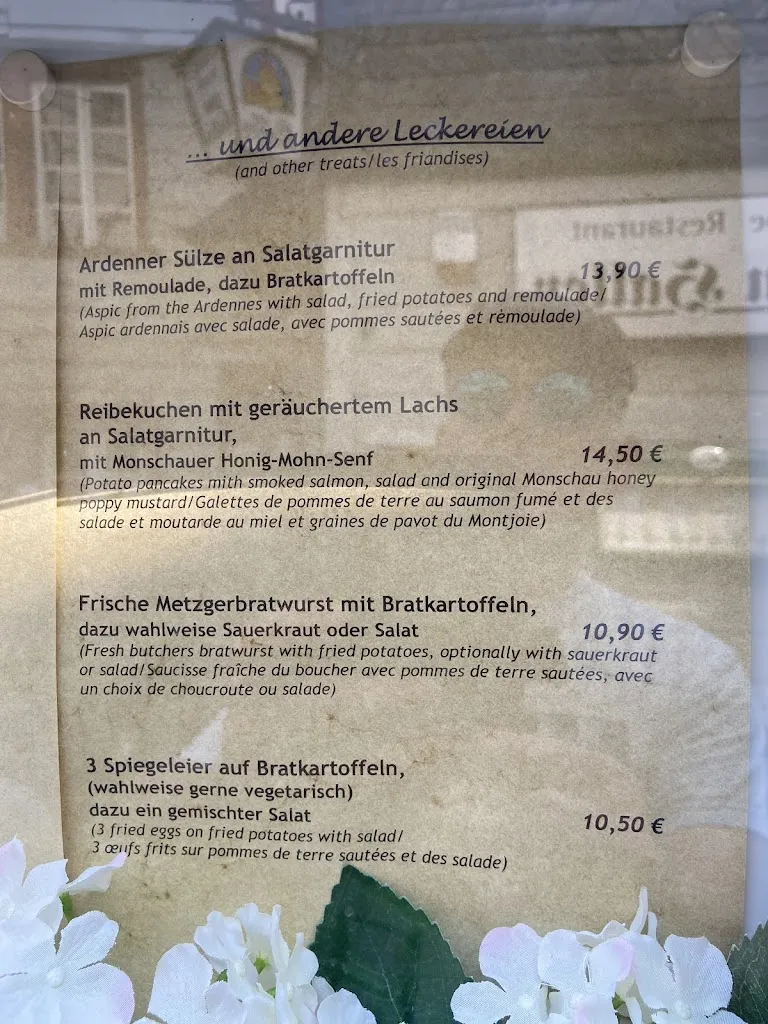 ... und andere Leckereien
(and other treats/les friandises)
Restaurant
Ardenner Sülze an Salatgarnitur
mit Remoulade, dazu Bratkartoffeln 13,90 €
(Aspic from the Ardennes with salad, fried potatoes and remoulade/
Aspic ardennais avec salade, avec pommes sautées et rèmoulade)
Reibekuchen mit geräuchertem Lachs
an Salatgarnitur,
mit Monschauer Honig-Mohn-Senf 14,50 €
(Potato pancakes mith smoked salmon, salad and original Monschau honey
poppy mustard/Galettes de pommes de terre au saumon fumé et des
salade et moutarde au miel et graines de pavot du Montjoie)
Frische Metzgerbratwurst mit Bratkartoffeln,
dazu wahlweise Sauerkraut oder Salat 10,90 €
(Fresh butchers bratwurst with fried potatoes, optionally with sauerkraut
or salad/Saucisse fraîche du boucher avec pommes de terre sautées, avec
un choix de choucroute ou salade)
3 Spiegeleier auf Bratkartoffeln,
(wahlweise gerne vegetarisch)
dazu ein gemischter Salat 10,50 €
(3 fried eggs on fried potatoes with salad/
3 œufs frits sur pommes de terre sautées et des salade)